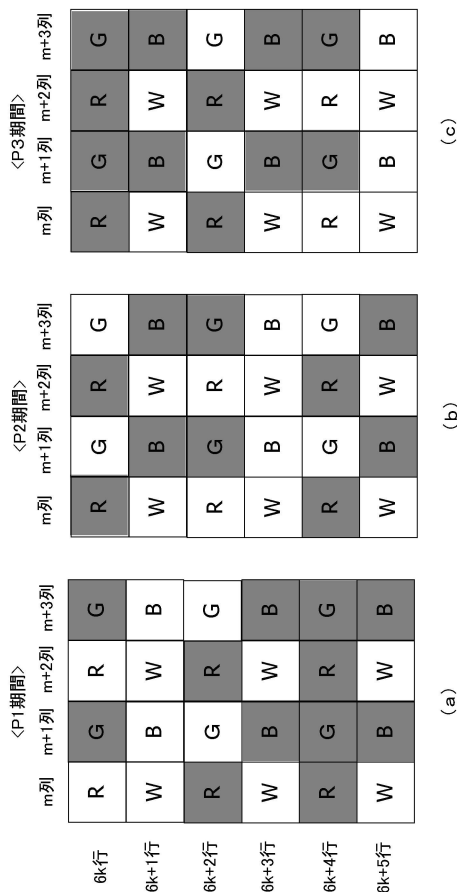 <P1期間> <P2期間> <P3期間>
m列 m+1列 m+2列 m+3列 m列 m+1列 m+2列 m+3列 m列 m+1列 m+2列 m+3列
6k行 R G R G R G R G R G R G
6k+1行 W B W B W B W B W B W B
6k+2行 R G R G R G R G R G R G
6k+3行 W B W B W B W B W B W B
6k+4行 R G R G R G R G R G R G
6k+5行 W B W B W B W B W B W B
(a) (b) (c)